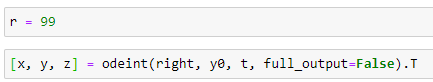 r = 99
[x, y, z] = odeint(right, y0, t, full_output=False).T